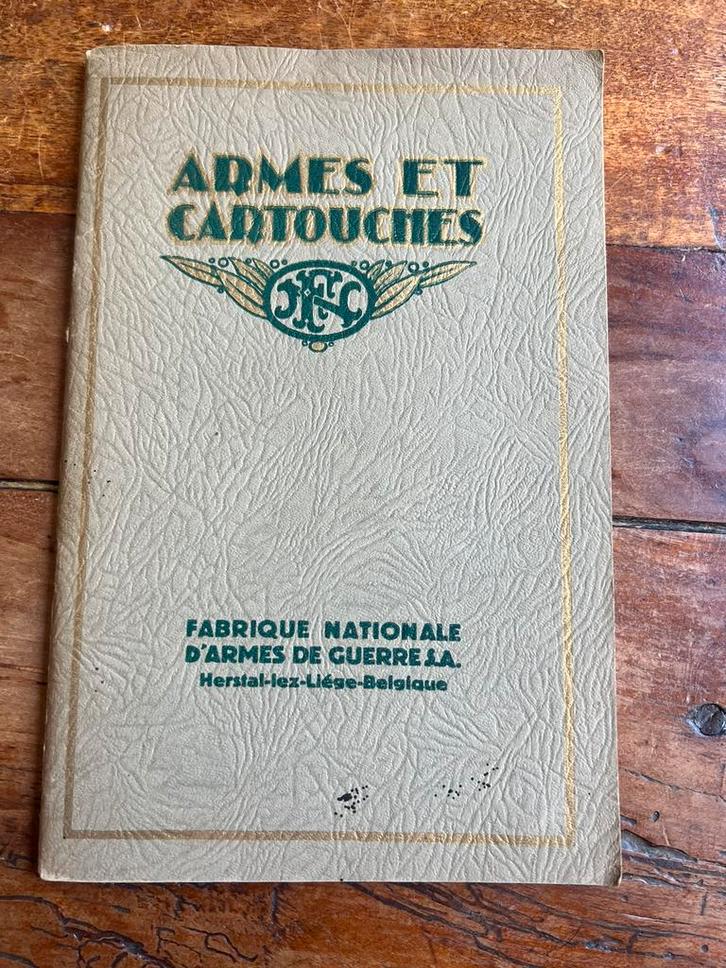 ARMES ET
CARTOUCHES
FN
FABRIQUE NATIONALE
D'ARMES DE GUERRE S.A.
Herstal-lez-Liége-Belgique